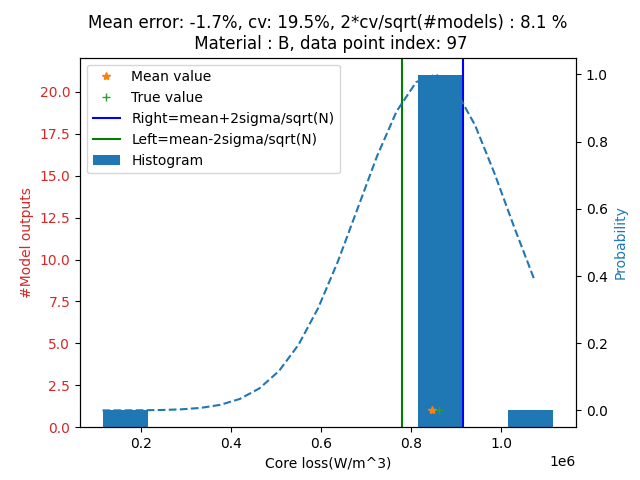 Mean error: -1.7%, cv: 19.5%, 2*cv/sqrt(#models) : 8.1 %
Material : B, data point index: 97
Mean value
True value
Right=mean+2sigma/sqrt(N)
Left=mean-2sigma/sqrt(N)
Histogram
#Model outputs
20.0
17.5
15.0
12.5
10.0
7.5
5.0
2.5
0.0
Probability
1.0
0.8
0.6
0.4
0.2
0.0
0.2 0.4 0.6 0.8 1.0
1e6
Core loss(W/m^3)